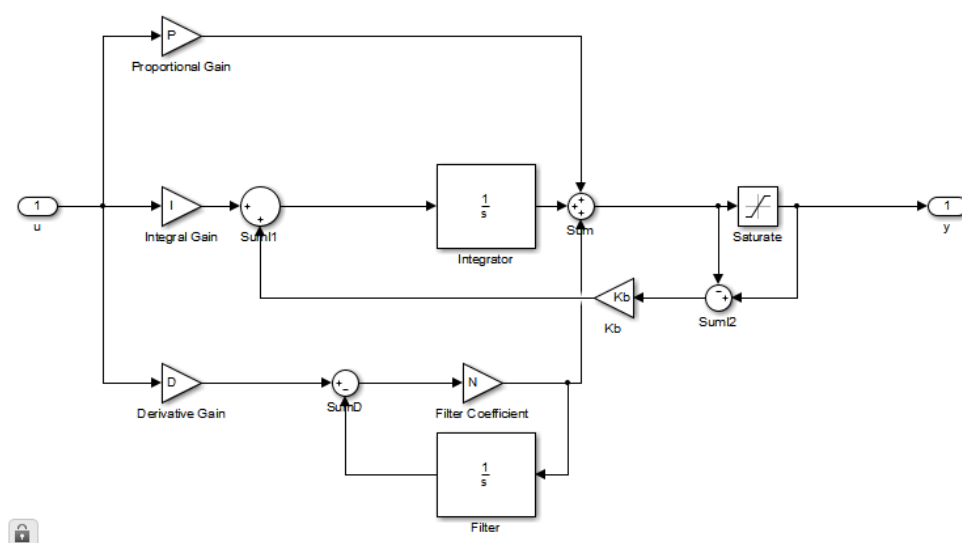 P
Proportional Gain
1
u
I
Integral Gain
+
+
SumI1
1
s
Integrator
+
+
+
Sum
Saturate
1
y
Kb
Kb
−
+
SumI2
D
Derivative Gain
+
−
SumD
N
Filter Coefficient
1
s
Filter